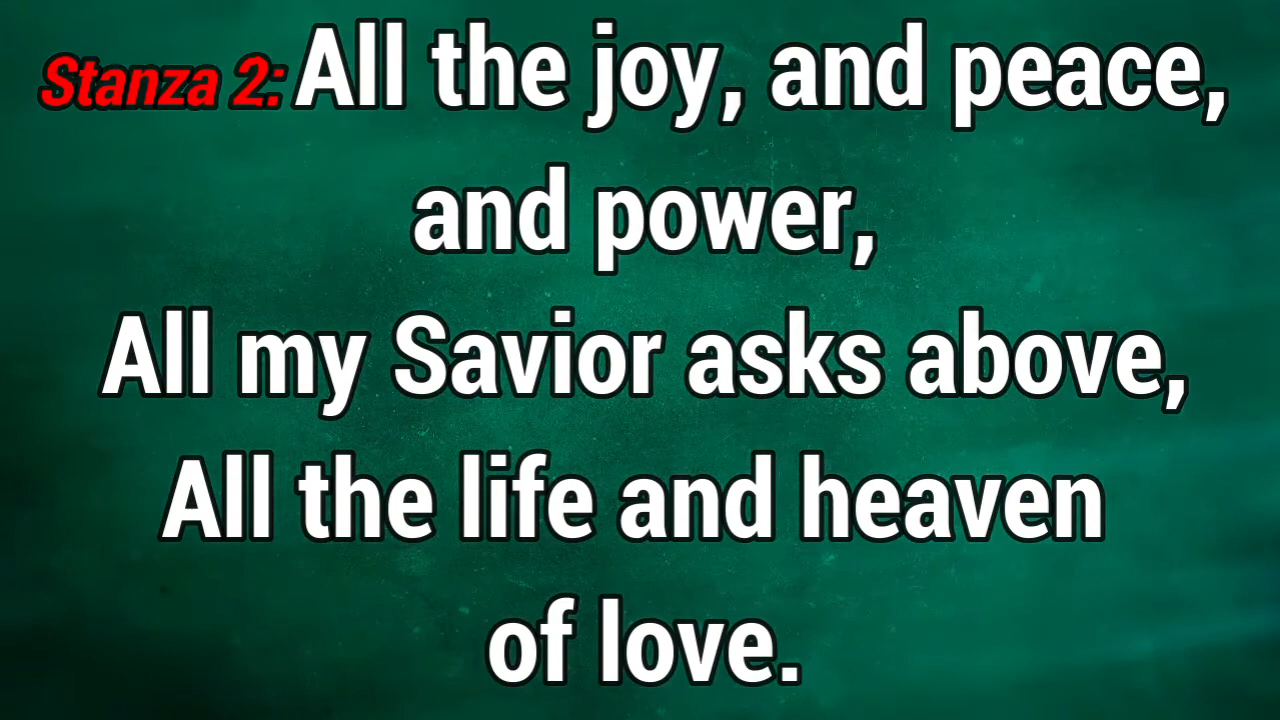 Stanza 2: All the joy, and peace,
and power,
All my Savior asks above,
All the life and heaven
of love.